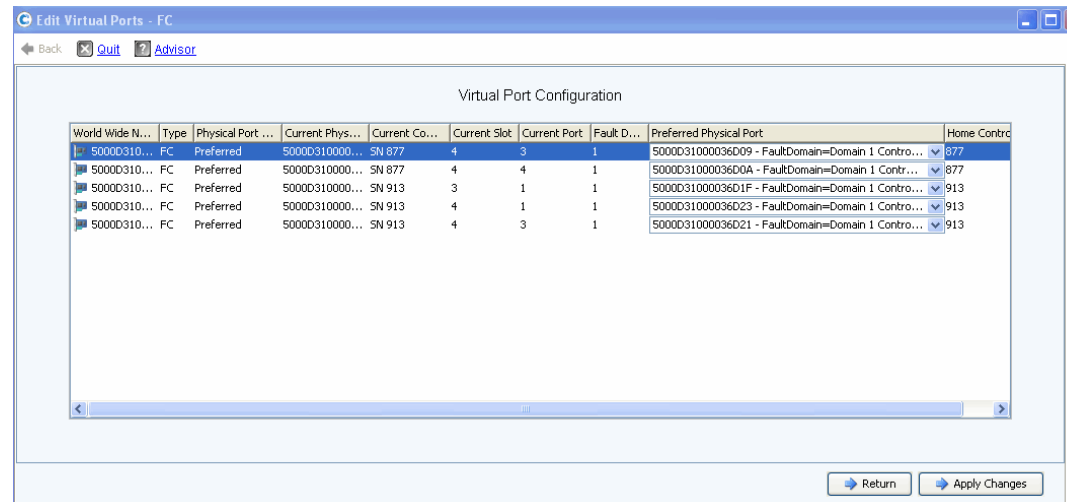 Edit Virtual Ports - FC
Back Quit Advisor
Virtual Port Configuration
World Wide N... Type Physical Port ... Current Phys... Current Co... Current Slot Current Port Fault D... Preferred Physical Port Home Contro
5000D310... FC Preferred 5000D310000... SN 877 4 3 1 5000D31000036D09 - FaultDomain=Domain 1 Contro... 877
5000D310... FC Preferred 5000D310000... SN 877 4 4 1 5000D31000036D0A - FaultDomain=Domain 1 Contr... 877
5000D310... FC Preferred 5000D310000... SN 913 3 1 1 5000D31000036D1F - FaultDomain=Domain 1 Contro... 913
5000D310... FC Preferred 5000D310000... SN 913 4 1 1 5000D31000036D23 - FaultDomain=Domain 1 Contro... 913
5000D310... FC Preferred 5000D310000... SN 913 4 3 1 5000D31000036D21 - FaultDomain=Domain 1 Contro... 913
Return Apply Changes